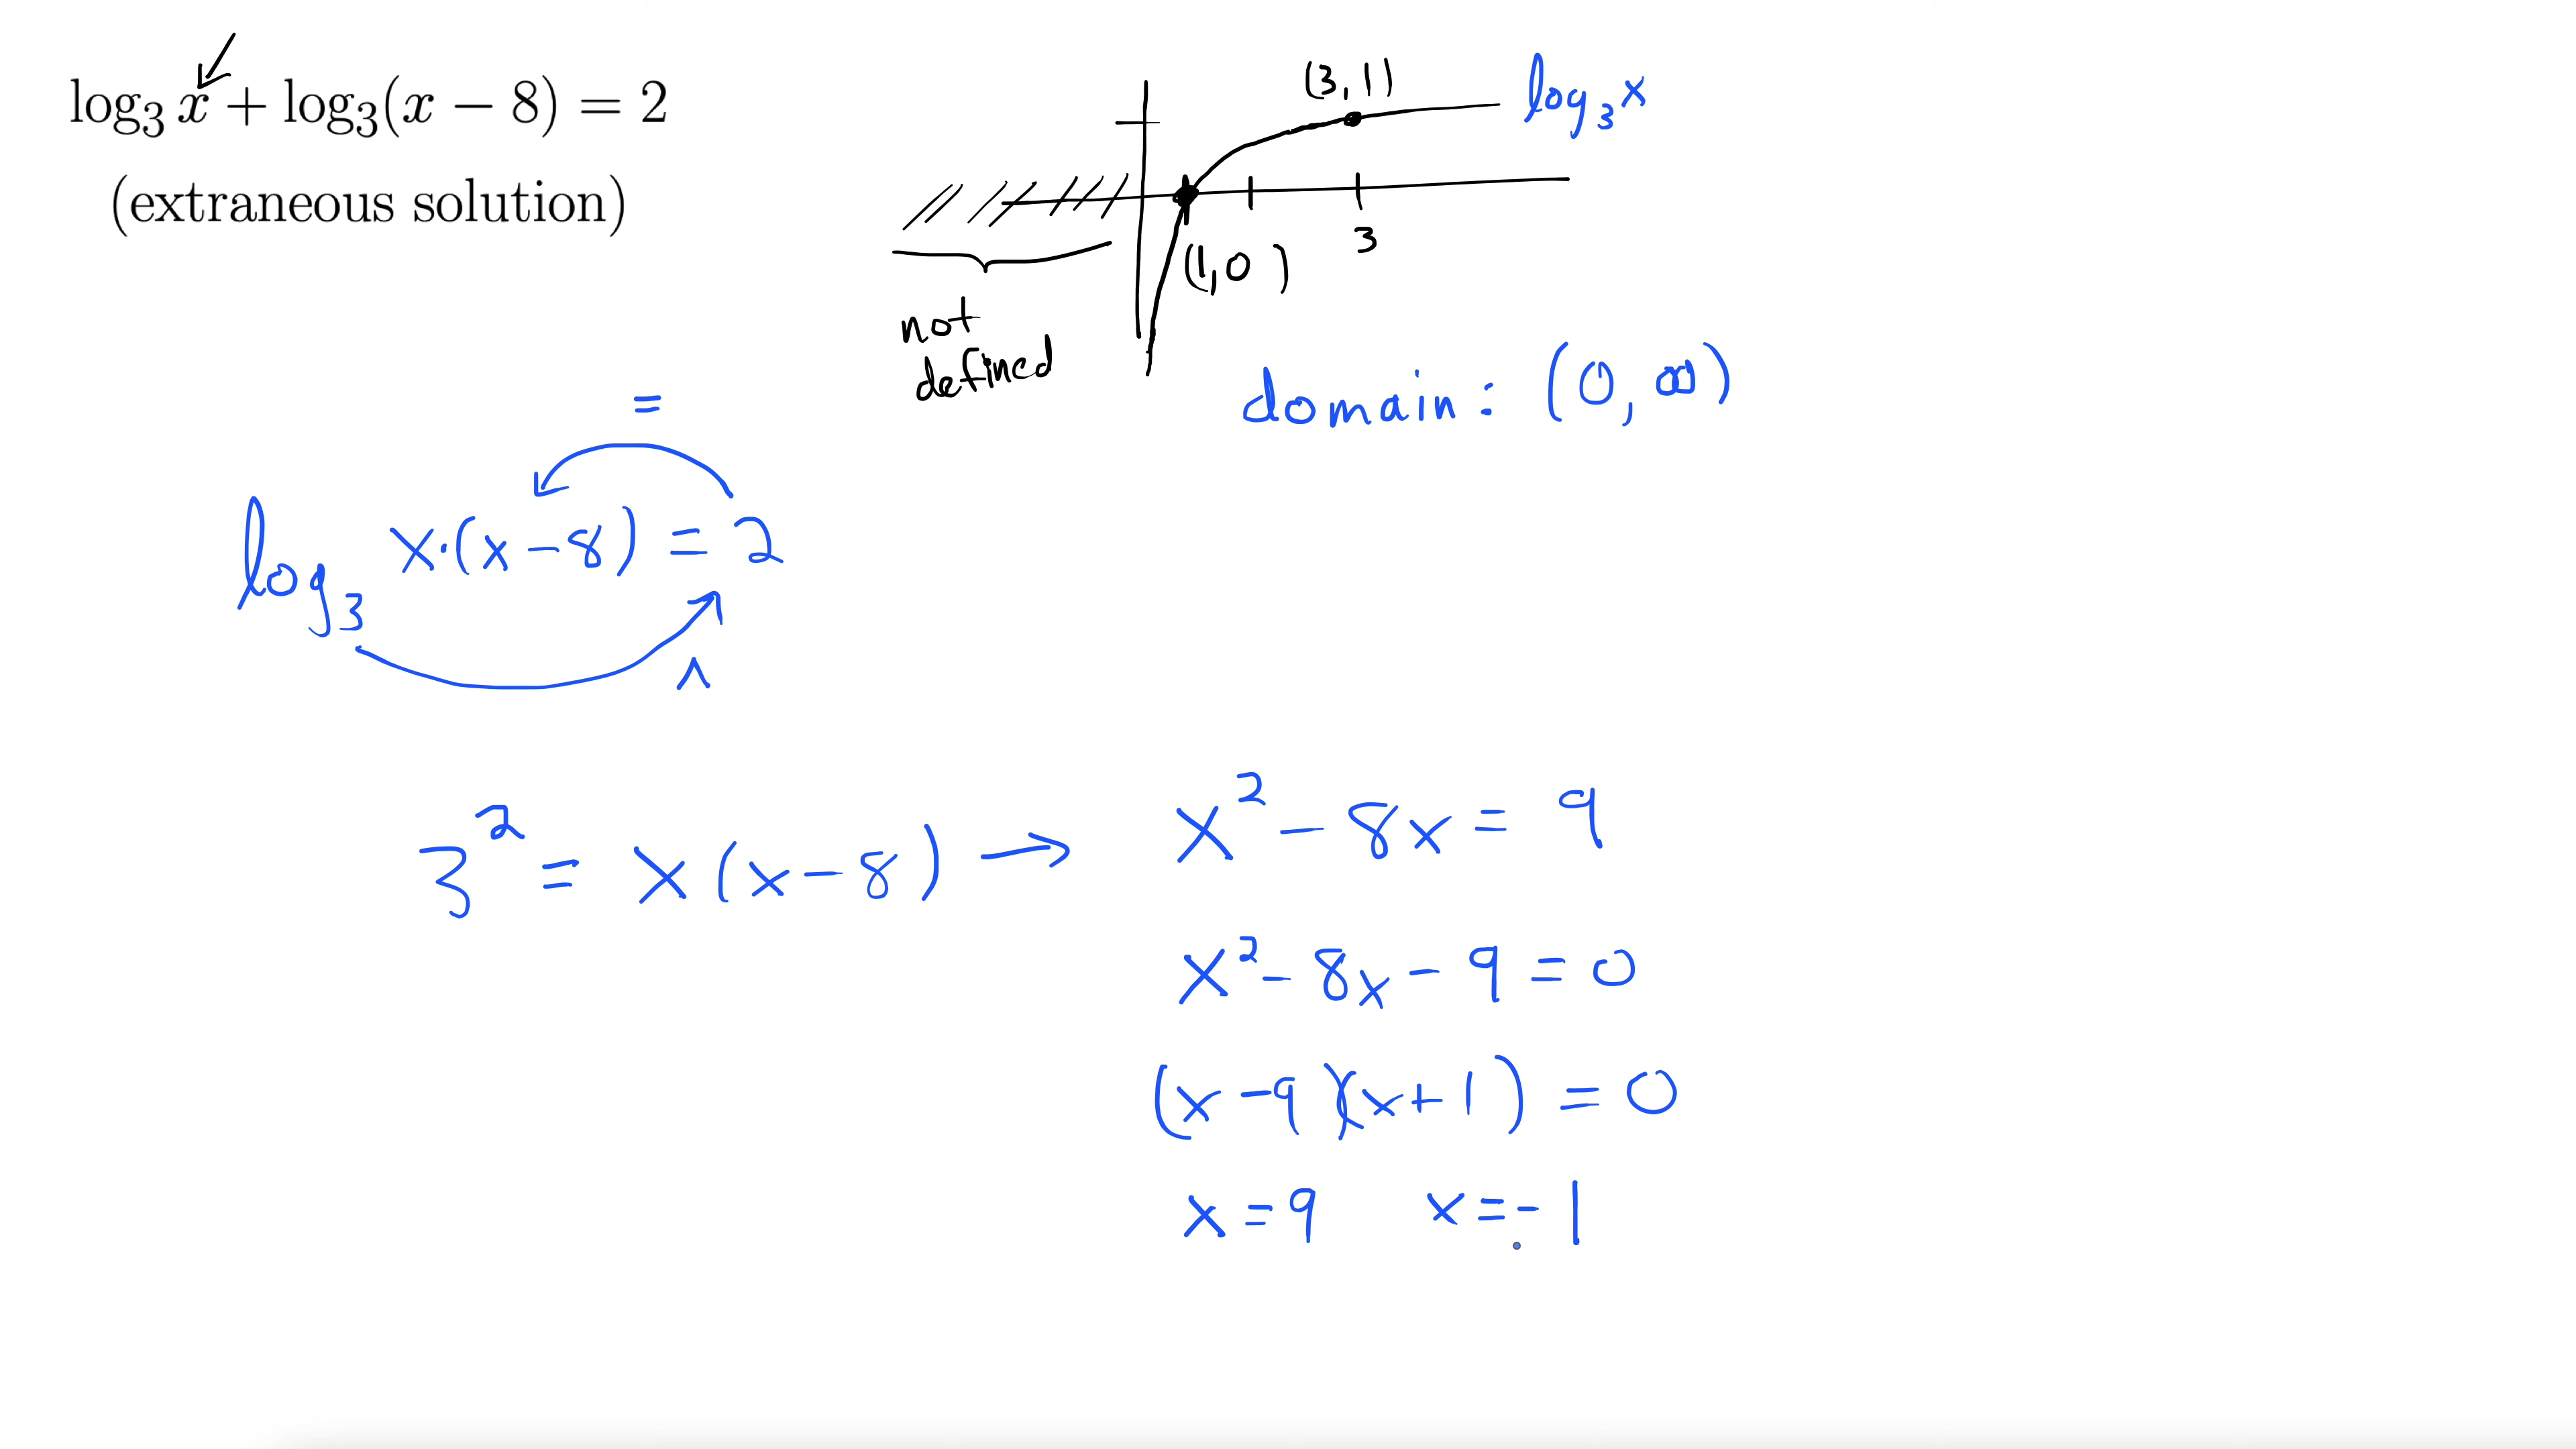 log₃ x + log₃(x − 8) = 2
(extraneous solution)
(3,1)
log₃x
3
(1,0)
not
defined
domain: (0, ∞)
=
log₃ x·(x−8) = 2
^
3² = x(x−8) → x² − 8x = 9
x² − 8x − 9 = 0
(x−9)(x+1) = 0
x = 9 x = −1